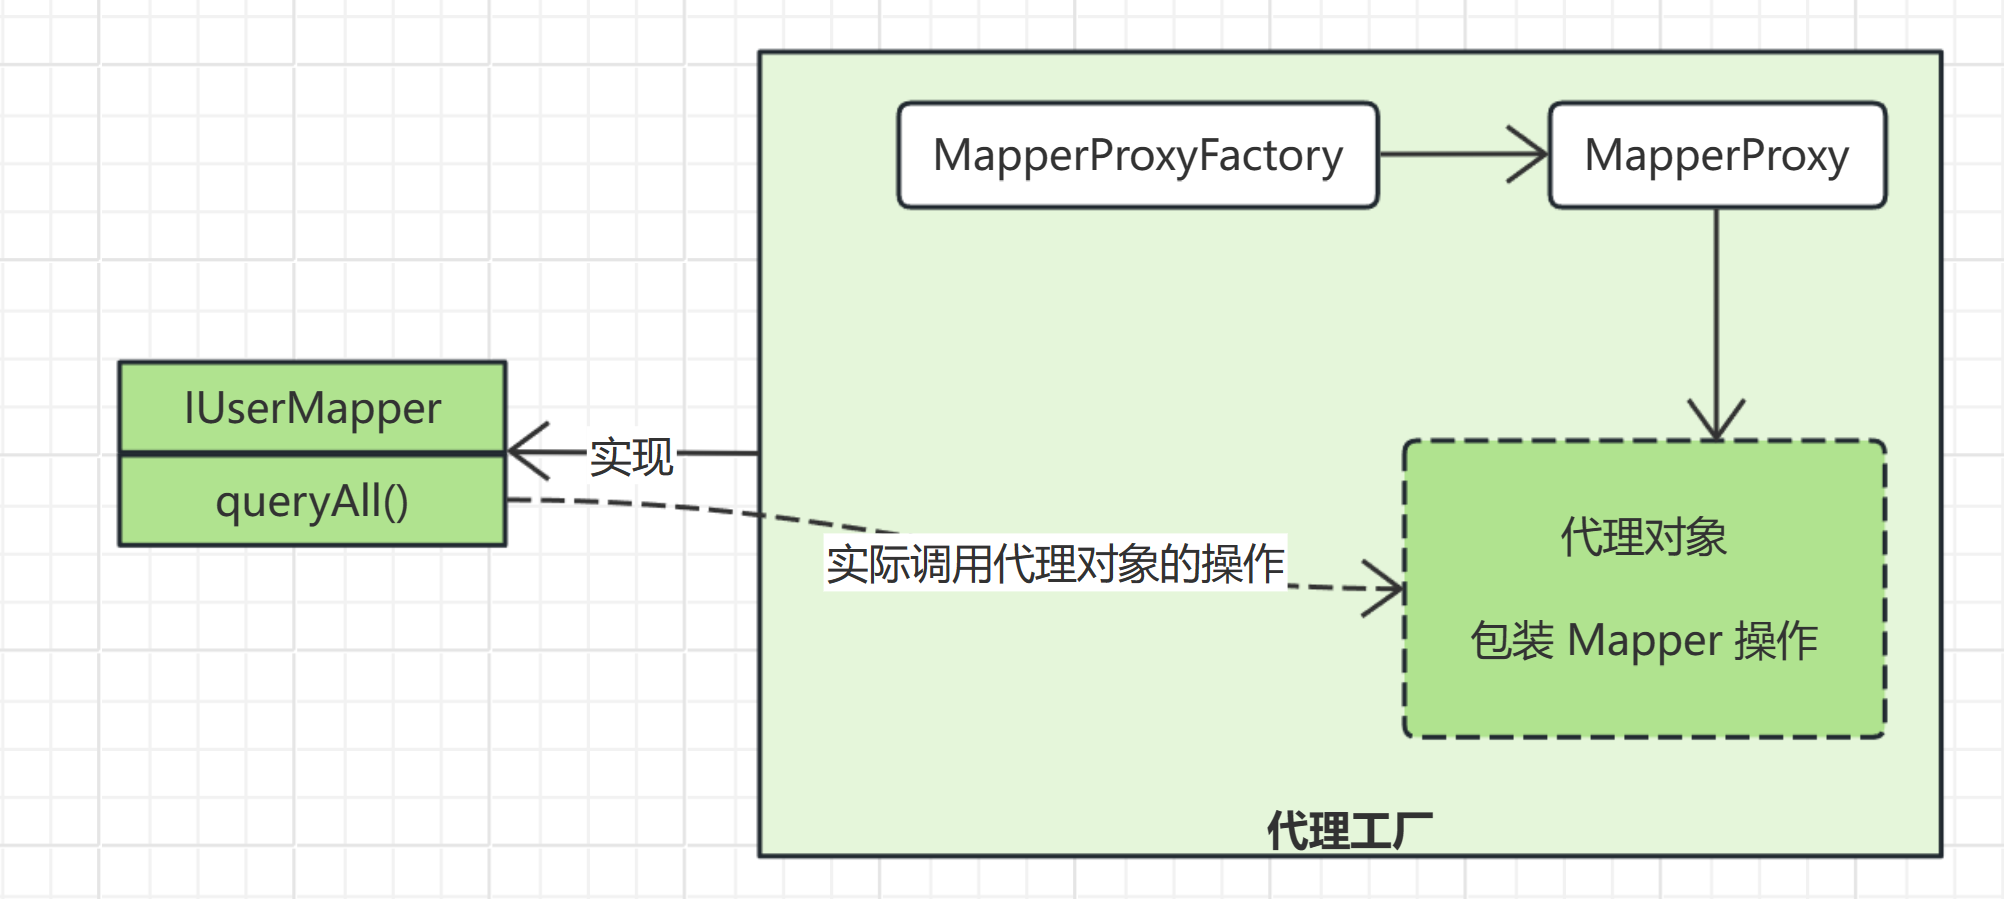 MapperProxyFactory
MapperProxy
IUserMapper
queryAll()
实现
实际调用代理对象的操作
代理对象
包装 Mapper 操作
代理工厂